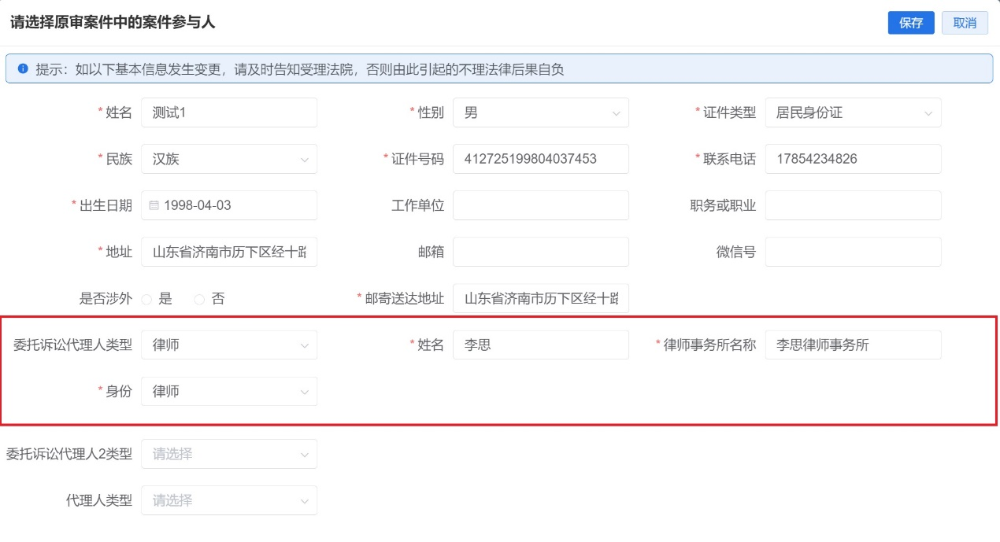 请选择原审案件中的案件参与人 保存 取消
提示：如以下基本信息发生变更，请及时告知受理法院，否则由此引起的不理法律后果自负
*姓名 测试1 *性别 男 *证件类型 居民身份证
*民族 汉族 *证件号码 412725199804037453 *联系电话 17854234826
*出生日期 1998-04-03 工作单位 职务或职业
*地址 山东省济南市历下区经十路 邮箱 微信号
是否涉外 是 否 *邮寄送达地址 山东省济南市历下区经十路
委托诉讼代理人类型 律师 *姓名 李思 *律师事务所名称 李思律师事务所
*身份 律师
委托诉讼代理人2类型 请选择
代理人类型 请选择